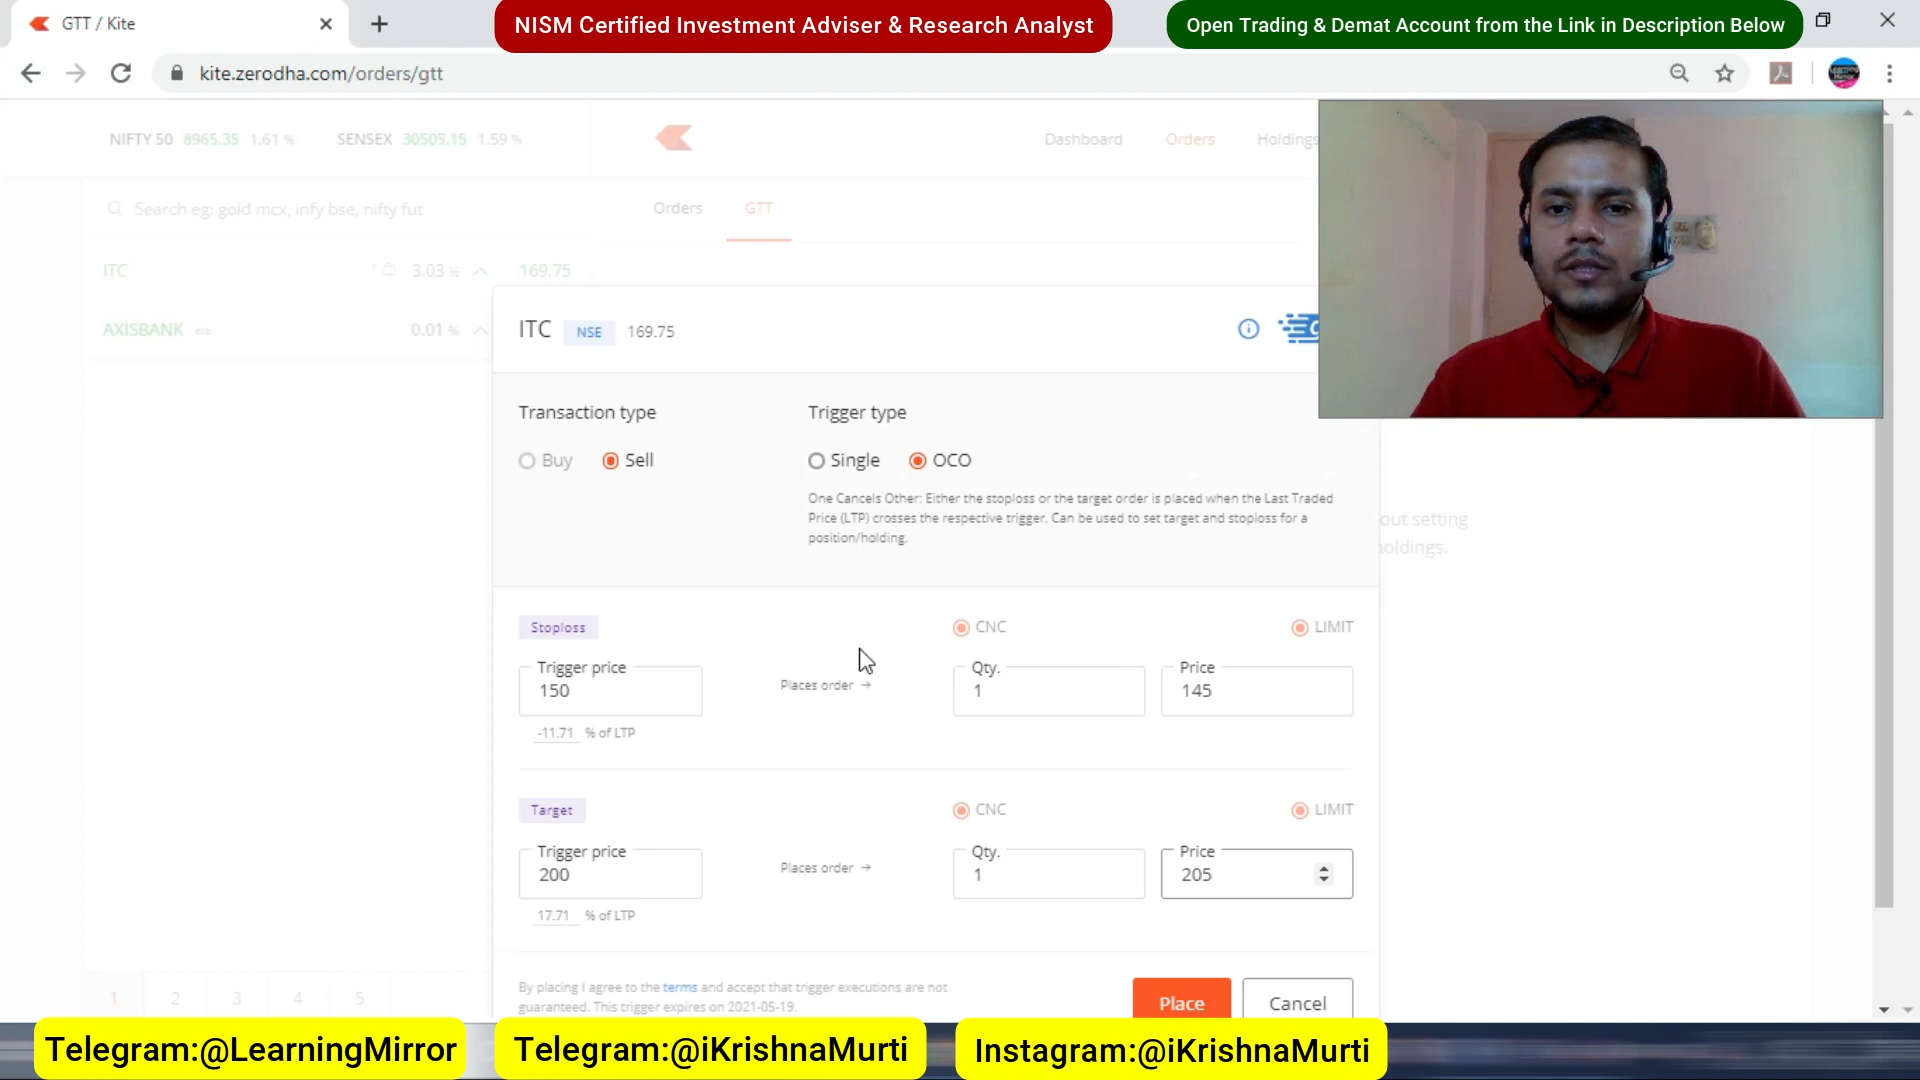 GTT / Kite
NISM Certified Investment Adviser & Research Analyst
Open Trading & Demat Account from the Link in Description Below
kite.zerodha.com/orders/gtt
NIFTY 50 8965.35 1.61 %
SENSEX 30505.15 1.59 %
Dashboard
Orders
Holdings
Search eg: gold mcx, infy bse, nifty fut
Orders
GTT
ITC
1
3.03 %
169.75
AXISBANK BSE
0.01 %
ITC
NSE
169.75
Transaction type
Trigger type
Buy
Sell
Single
OCO
One Cancels Other: Either the stoploss or the target order is placed when the Last Traded
Price (LTP) crosses the respective trigger. Can be used to set target and stoploss for a
position/holding.
out setting
holdings.
Stoploss
CNC
LIMIT
Trigger price
150
Places order →
Qty.
1
Price
145
-11.71 % of LTP
Target
CNC
LIMIT
Trigger price
200
Places order →
Qty.
1
Price
205
17.71 % of LTP
By placing I agree to the terms and accept that trigger executions are not
guaranteed. This trigger expires on 2021-05-19.
Place
Cancel
1 2 3 4 5
Telegram:@LearningMirror
Telegram:@iKrishnaMurti
Instagram:@iKrishnaMurti